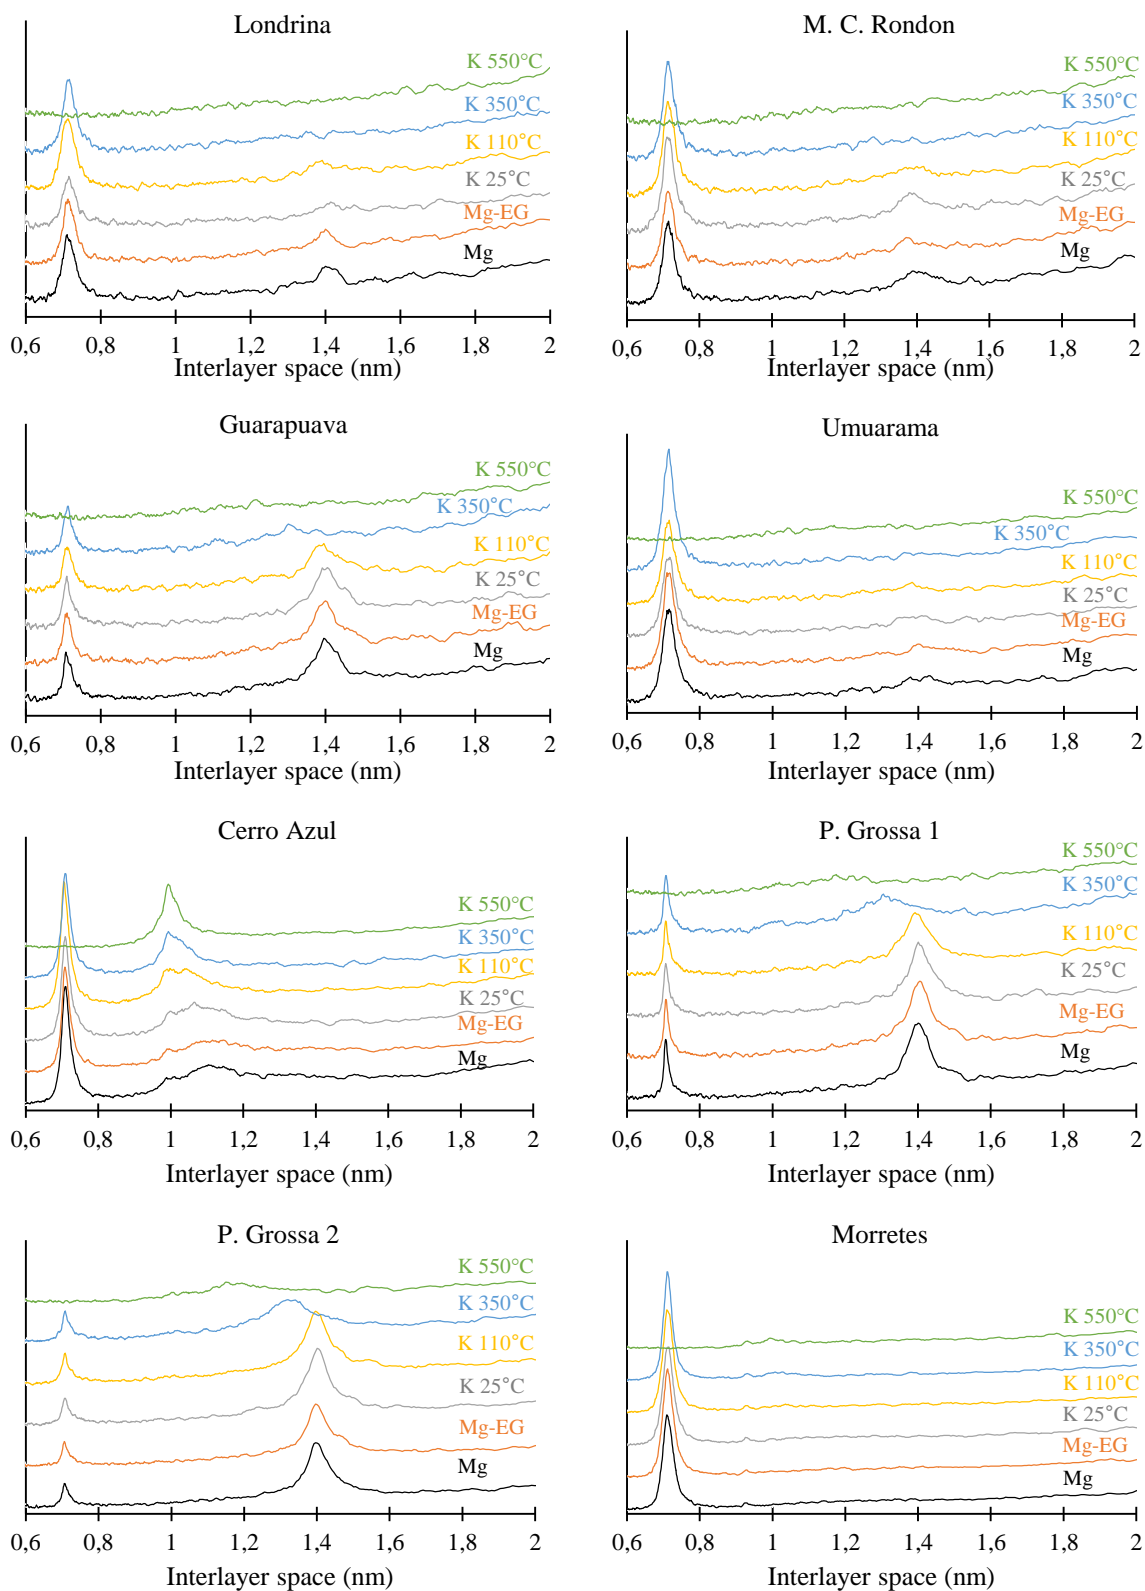 Londrina
K 550°C
K 350°C
K 110°C
K 25°C
Mg-EG
Mg
0,6 0,8 1 1,2 1,4 1,6 1,8 2
Interlayer space (nm)
M. C. Rondon
K 550°C
K 350°C
K 110°C
K 25°C
Mg-EG
Mg
0,6 0,8 1 1,2 1,4 1,6 1,8 2
Interlayer space (nm)
Guarapuava
K 550°C
K 350°C
K 110°C
K 25°C
Mg-EG
Mg
0,6 0,8 1 1,2 1,4 1,6 1,8 2
Interlayer space (nm)
Umuarama
K 550°C
K 350°C
K 110°C
K 25°C
Mg-EG
Mg
0,6 0,8 1 1,2 1,4 1,6 1,8 2
Interlayer space (nm)
Cerro Azul
K 550°C
K 350°C
K 110°C
K 25°C
Mg-EG
Mg
0,6 0,8 1 1,2 1,4 1,6 1,8 2
Interlayer space (nm)
P. Grossa 1
K 550°C
K 350°C
K 110°C
K 25°C
Mg-EG
Mg
0,6 0,8 1 1,2 1,4 1,6 1,8 2
Interlayer space (nm)
P. Grossa 2
K 550°C
K 350°C
K 110°C
K 25°C
Mg-EG
Mg
0,6 0,8 1 1,2 1,4 1,6 1,8 2
Interlayer space (nm)
Morretes
K 550°C
K 350°C
K 110°C
K 25°C
Mg-EG
Mg
0,6 0,8 1 1,2 1,4 1,6 1,8 2
Interlayer space (nm)